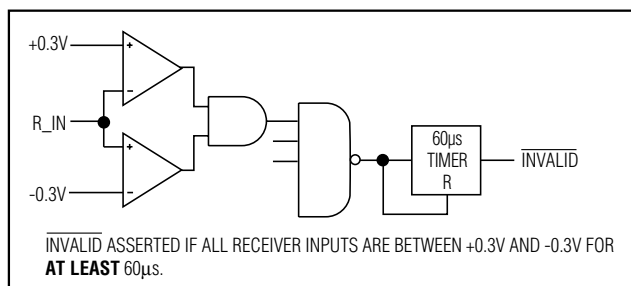 +0.3V
+
-
R_IN
+
-
-0.3V
60µs
TIMER
R
INVALID
INVALID ASSERTED IF ALL RECEIVER INPUTS ARE BETWEEN +0.3V AND -0.3V FOR
AT LEAST 60µs.